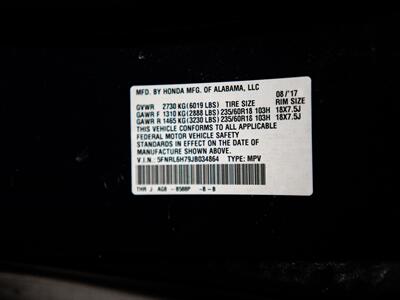 MFD. BY HONDA MFG. OF ALABAMA, LLC 08/'17
GVWR 2730 KG(6019 LBS) TIRE SIZE RIM SIZE
GAWR F 1310 KG(2888 LBS)235/60R18 103H 18X7.5J
GAWR R 1465 KG(3230 LBS)235/60R18 103H 18X7.5J
THIS VEHICLE CONFORMS TO ALL APPLICABLE
FEDERAL MOTOR VEHICLE SAFETY
STANDARDS IN EFFECT ON THE DATE OF
MANUFACTURE SHOWN ABOVE.
V.I.N.: 5FNRL6H79JB034864 TYPE: MPV
THR J AG8 -B588P -B-B